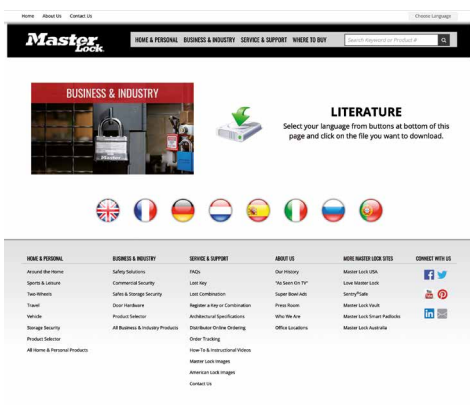 Home About Us Contact Us Choose Language
Master Lock HOME & PERSONAL BUSINESS & INDUSTRY SERVICE & SUPPORT WHERE TO BUY Search Keyword or Product #
BUSINESS & INDUSTRY
Master
LITERATURE
Select your language from buttons at bottom of this
page and click on the file you want to download.
HOME & PERSONAL
Around the Home
Sports & Leisure
Two-Wheels
Travel
Vehicle
Storage Security
Product Selector
All Home & Personal Products
BUSINESS & INDUSTRY
Safety Solutions
Commercial Security
Safes & Storage Security
Door Hardware
Product Selector
All Business & Industry Products
SERVICE & SUPPORT
FAQs
Lost Key
Lost Combination
Register a Key or Combination
Architectural Specifications
Distributor Online Ordering
Order Tracking
How-To & Instructional Videos
Master Lock Images
American Lock Images
Contact Us
ABOUT US
Our History
"As Seen On TV"
Super Bowl Ads
Press Room
Who We Are
Office Locations
MORE MASTER LOCK SITES
Master Lock USA
Love Master Lock
Sentry®Safe
Master Lock Vault
Master Lock Smart Padlocks
Master Lock Australia
CONNECT WITH US